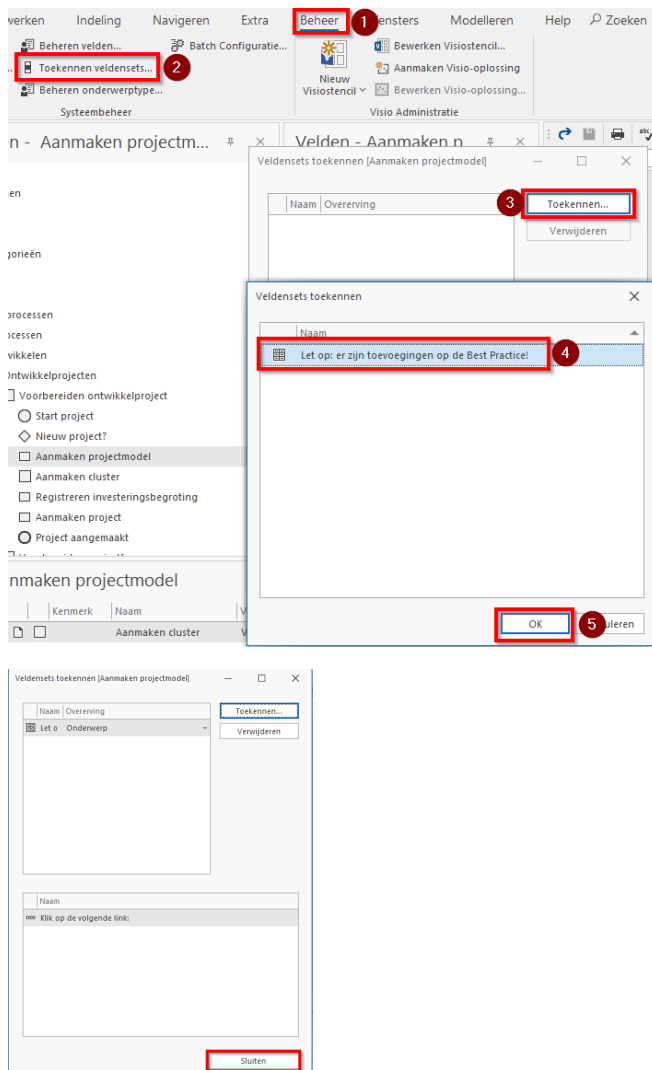 Indeling Navigeren Extra Beheer 1 Modelleren Help Zoeken
Beheren velden... Batch Configuratie...
Toekennen veldensets... 2
Beheren onderwerptype...
Systeembeheer
Nieuw
Visiostencil
Bewerken Visiostencil...
Aanmaken Visio-oplossing
Bewerken Visio-oplossing...
Visio Administratie
n - Aanmaken projectm...
Velden - Aanmaken p
Veldensets toekennen [Aanmaken projectmodel]
Naam Overerving
3 Toekennen...
Verwijderen
en
gorieën
processen
ocessen
wikkelen
Ontwikkelprojecten
Voorbereiden ontwikkelproject
Start project
Nieuw project?
Aanmaken projectmodel
Aanmaken cluster
Registreren investeringsbegroting
Aanmaken project
Project aangemaakt
nmaken projectmodel
Kenmerk Naam V
Aanmaken cluster V
Veldensets toekennen
Naam
Let op: er zijn toevoegingen op de Best Practice! 4
OK 5 uleren
Veldensets toekennen [Aanmaken projectmodel]
Naam Overerving
Let o Onderwerp
Toekennen...
Verwijderen
Naam
Klik op de volgende link:
Sluiten